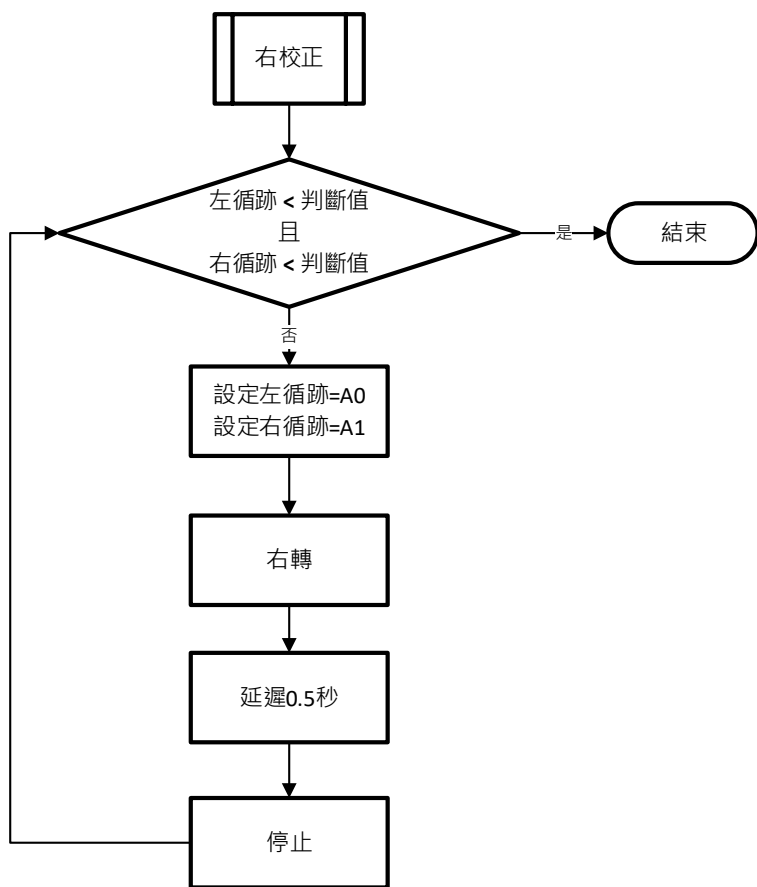 右校正
左循跡 < 判斷值
且
右循跡 < 判斷值
是
結束
否
設定左循跡=A0
設定右循跡=A1
右轉
延遲0.5秒
停止